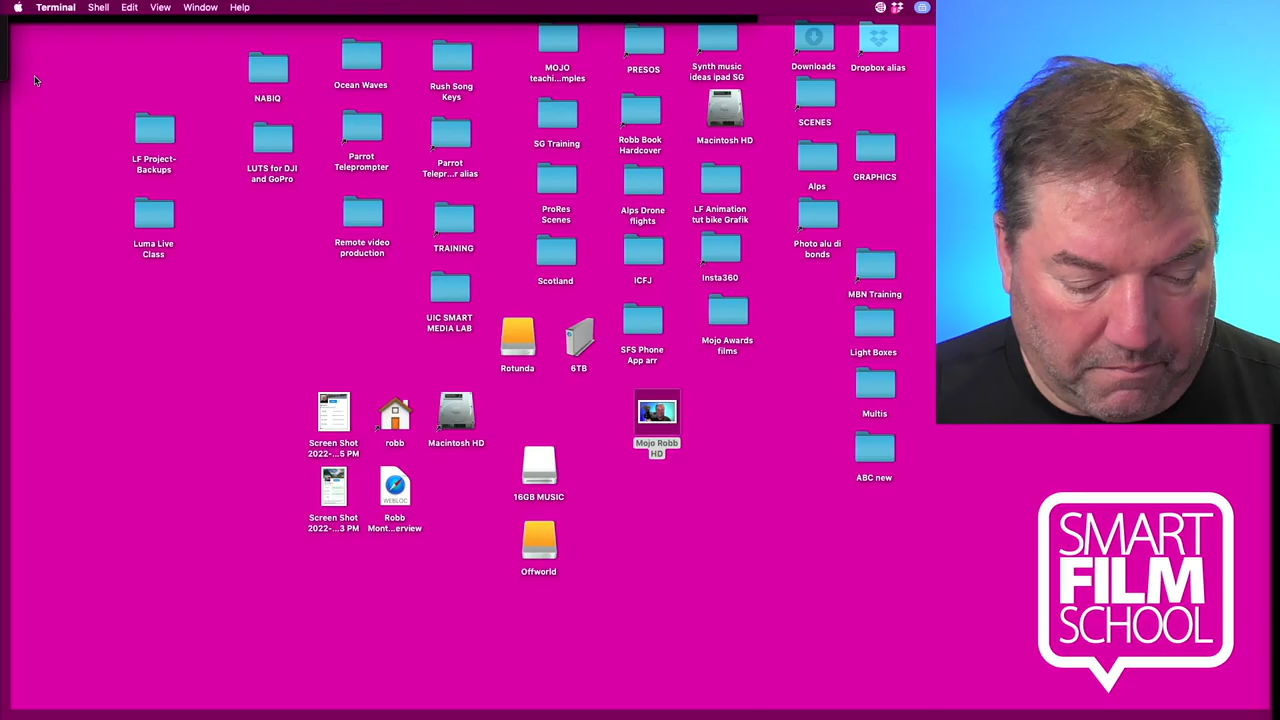 Terminal Shell Edit View Window Help
MOJO
teachi...mples
PRESOS
Synth music
ideas ipad SG
Downloads
Dropbox alias
NABIQ
Ocean Waves
Rush Song
Keys
SG Training
Robb Book
Hardcover
Macintosh HD
SCENES
LF Project-
Backups
LUTS for DJI
and GoPro
Parrot
Teleprompter
Parrot
Telepr...r alias
ProRes
Scenes
Alps Drone
flights
LF Animation
tut bike Grafik
Alps
GRAPHICS
Luma Live
Class
Remote video
production
TRAINING
Scotland
ICFJ
Insta360
Photo alu di
bonds
MBN Training
UIC SMART
MEDIA LAB
Rotunda
6TB
SFS Phone
App arr
Mojo Awards
films
Light Boxes
Multis
Screen Shot
2022-...5 PM
robb
Macintosh HD
Mojo Robb
HD
ABC new
Screen Shot
2022-...3 PM
WEBLOC
Robb
Mont...erview
16GB MUSIC
Offworld
SMART
FILM
SCHOOL